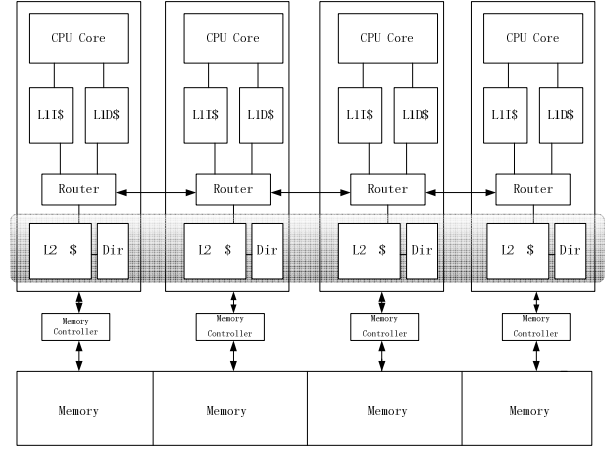 CPU Core CPU Core CPU Core CPU Core
L1I$ L1D$ L1I$ L1D$ L1I$ L1D$ L1I$ L1D$
Router Router Router Router
L2 $ Dir L2 $ Dir L2 $ Dir L2 $ Dir
Memory Memory Memory Memory
Controller Controller Controller Controller
Memory Memory Memory Memory